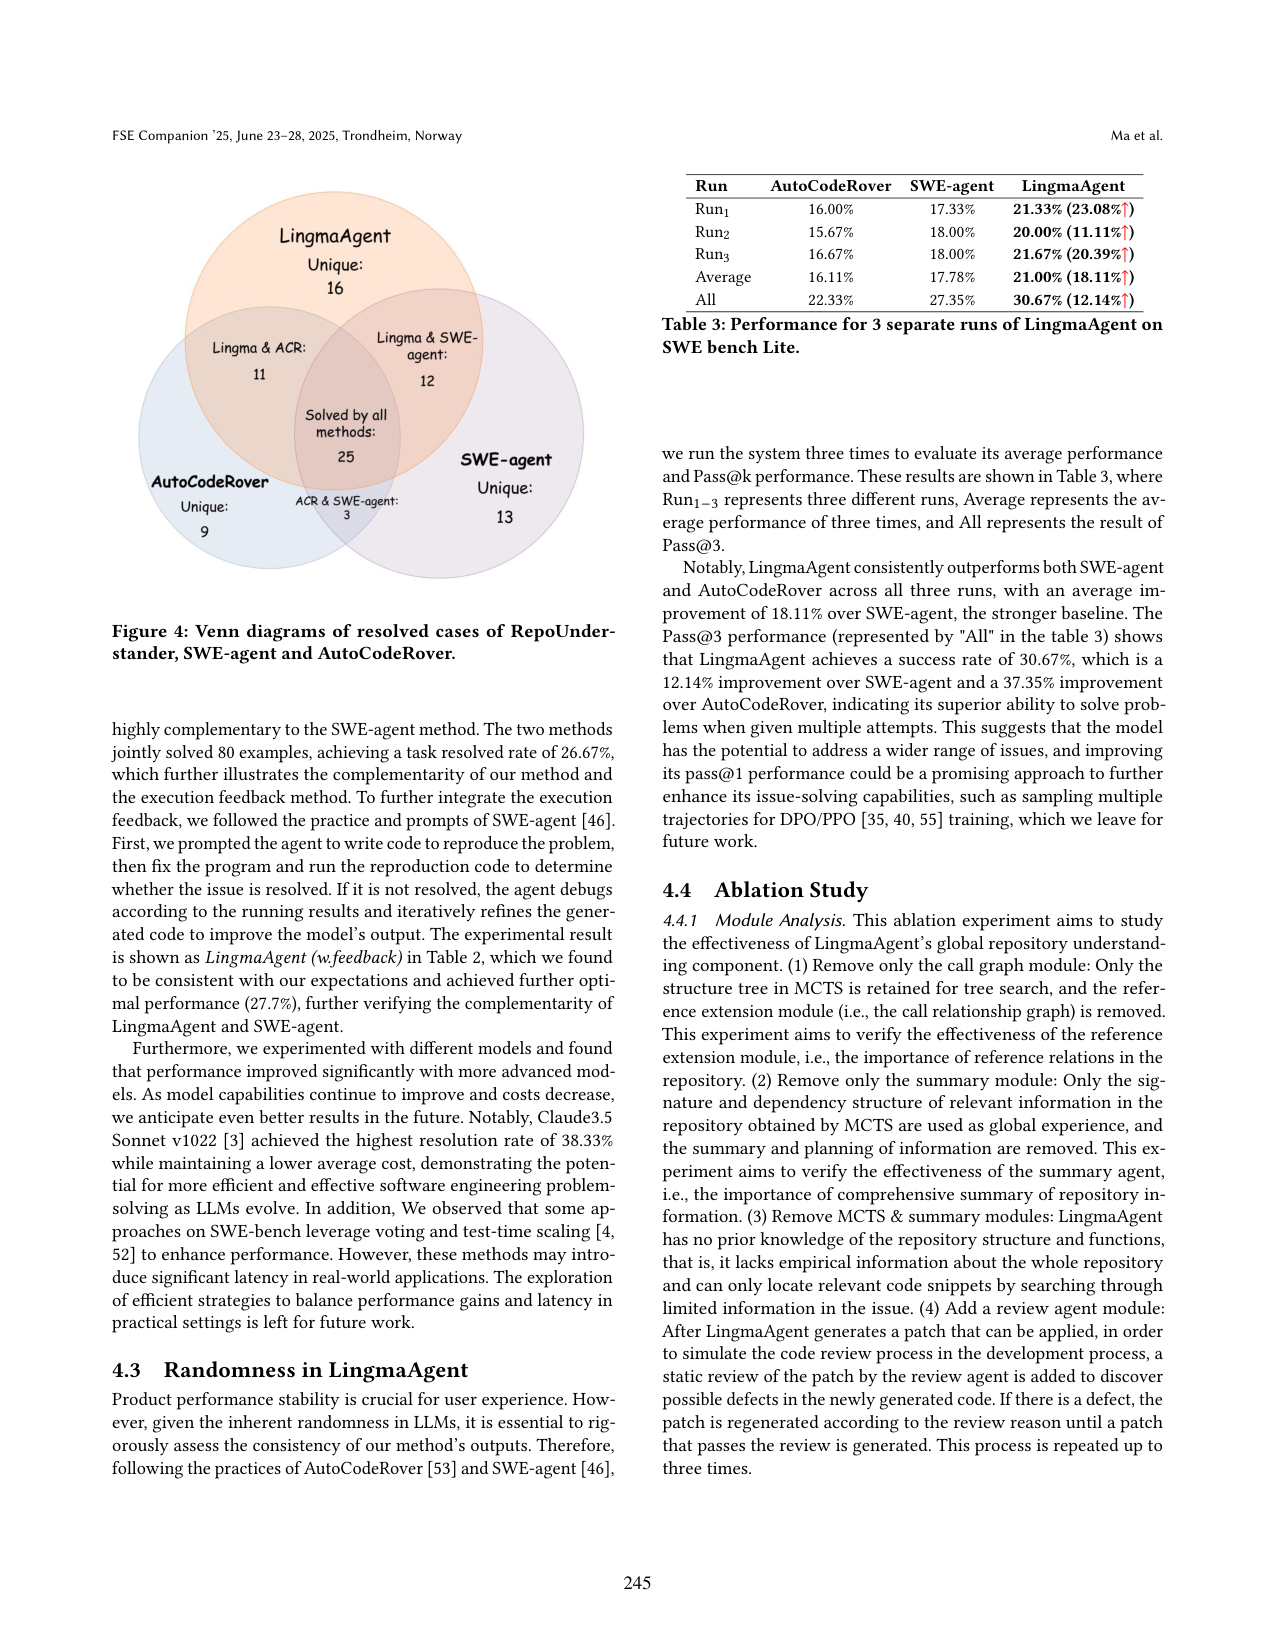 FSE Companion ’25, June 23–28, 2025, Trondheim, Norway
Ma et al.
LingmaAgent
Unique:
16
Lingma & ACR:
11
Lingma & SWE-
agent:
12
Solved by all
methods:
25
AutoCodeRover
Unique:
9
ACR & SWE-agent:
3
SWE-agent
Unique:
13
Figure 4: Venn diagrams of resolved cases of RepoUnder-
stander, SWE-agent and AutoCodeRover.
highly complementary to the SWE-agent method. The two methods
jointly solved 80 examples, achieving a task resolved rate of 26.67%,
which further illustrates the complementarity of our method and
the execution feedback method. To further integrate the execution
feedback, we followed the practice and prompts of SWE-agent [46].
First, we prompted the agent to write code to reproduce the problem,
then fix the program and run the reproduction code to determine
whether the issue is resolved. If it is not resolved, the agent debugs
according to the running results and iteratively refines the gener-
ated code to improve the model’s output. The experimental result
is shown as LingmaAgent (w.feedback) in Table 2, which we found
to be consistent with our expectations and achieved further opti-
mal performance (27.7%), further verifying the complementarity of
LingmaAgent and SWE-agent.
Furthermore, we experimented with different models and found
that performance improved significantly with more advanced mod-
els. As model capabilities continue to improve and costs decrease,
we anticipate even better results in the future. Notably, Claude3.5
Sonnet v1022 [3] achieved the highest resolution rate of 38.33%
while maintaining a lower average cost, demonstrating the poten-
tial for more efficient and effective software engineering problem-
solving as LLMs evolve. In addition, We observed that some ap-
proaches on SWE-bench leverage voting and test-time scaling [4,
52] to enhance performance. However, these methods may intro-
duce significant latency in real-world applications. The exploration
of efficient strategies to balance performance gains and latency in
practical settings is left for future work.
4.3 Randomness in LingmaAgent
Product performance stability is crucial for user experience. How-
ever, given the inherent randomness in LLMs, it is essential to rig-
orously assess the consistency of our method’s outputs. Therefore,
following the practices of AutoCodeRover [53] and SWE-agent [46],
Run AutoCodeRover SWE-agent LingmaAgent
Run1 16.00% 17.33% 21.33% (23.08%↑)
Run2 15.67% 18.00% 20.00% (11.11%↑)
Run3 16.67% 18.00% 21.67% (20.39%↑)
Average 16.11% 17.78% 21.00% (18.11%↑)
All 22.33% 27.35% 30.67% (12.14%↑)
Table 3: Performance for 3 separate runs of LingmaAgent on
SWE bench Lite.
we run the system three times to evaluate its average performance
and Pass@k performance. These results are shown in Table 3, where
Run1−3 represents three different runs, Average represents the av-
erage performance of three times, and All represents the result of
Pass@3.
Notably, LingmaAgent consistently outperforms both SWE-agent
and AutoCodeRover across all three runs, with an average im-
provement of 18.11% over SWE-agent, the stronger baseline. The
Pass@3 performance (represented by "All" in the table 3) shows
that LingmaAgent achieves a success rate of 30.67%, which is a
12.14% improvement over SWE-agent and a 37.35% improvement
over AutoCodeRover, indicating its superior ability to solve prob-
lems when given multiple attempts. This suggests that the model
has the potential to address a wider range of issues, and improving
its pass@1 performance could be a promising approach to further
enhance its issue-solving capabilities, such as sampling multiple
trajectories for DPO/PPO [35, 40, 55] training, which we leave for
future work.
4.4 Ablation Study
4.4.1 Module Analysis. This ablation experiment aims to study
the effectiveness of LingmaAgent’s global repository understand-
ing component. (1) Remove only the call graph module: Only the
structure tree in MCTS is retained for tree search, and the refer-
ence extension module (i.e., the call relationship graph) is removed.
This experiment aims to verify the effectiveness of the reference
extension module, i.e., the importance of reference relations in the
repository. (2) Remove only the summary module: Only the sig-
nature and dependency structure of relevant information in the
repository obtained by MCTS are used as global experience, and
the summary and planning of information are removed. This ex-
periment aims to verify the effectiveness of the summary agent,
i.e., the importance of comprehensive summary of repository in-
formation. (3) Remove MCTS & summary modules: LingmaAgent
has no prior knowledge of the repository structure and functions,
that is, it lacks empirical information about the whole repository
and can only locate relevant code snippets by searching through
limited information in the issue. (4) Add a review agent module:
After LingmaAgent generates a patch that can be applied, in order
to simulate the code review process in the development process, a
static review of the patch by the review agent is added to discover
possible defects in the newly generated code. If there is a defect, the
patch is regenerated according to the review reason until a patch
that passes the review is generated. This process is repeated up to
three times.
245